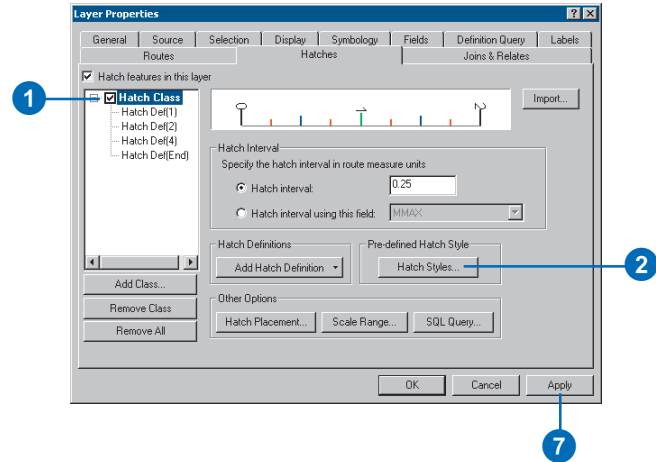 Layer Properties
General Source Selection Display Symbology Fields Definition Query Labels
Routes Hatches Joins & Relates
Hatch features in this layer
1
Hatch Class
Hatch Def(1)
Hatch Def(2)
Hatch Def(4)
Hatch Def(End)
0 1 2
Import...
Hatch Interval
Specify the hatch interval in route measure units
Hatch interval: 0.25
Hatch interval using this field: MMAX
Hatch Definitions
Add Hatch Definition
Pre-defined Hatch Style
Hatch Styles...
2
Add Class...
Remove Class
Remove All
Other Options
Hatch Placement... Scale Range... SQL Query...
OK Cancel Apply
7